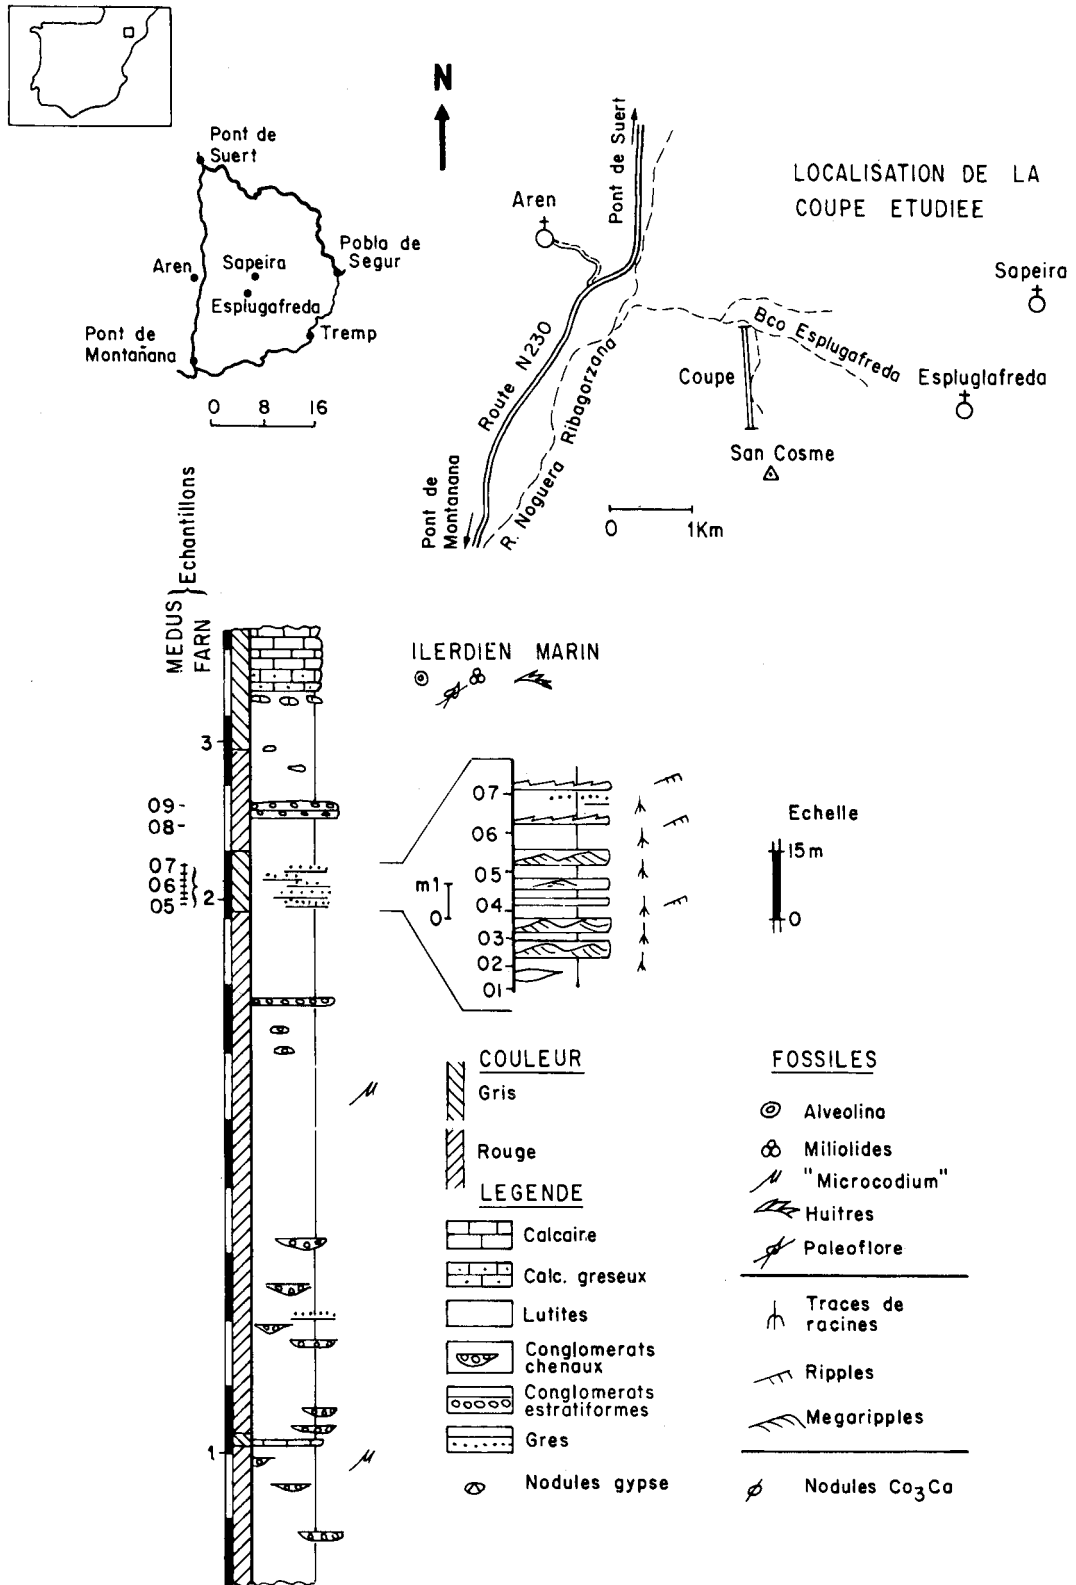 Pont de
Suert
Aren
Sapeira
Esplugafreda
Pobla de
Segur
Pont de
Montañana
Tremp
0 8 16
N
LOCALISATION DE LA
COUPE ETUDIEE
Pont de Suert
Aren
Sapeira
Bco Esplugafreda
Route N230
R. Noguera Ribagorzana
Coupe
Espluglafreda
San Cosme
Pont de
Montanana
0 1Km
Echantillons
MEDUS
FARN
ILERDIEN MARIN
3
09
08
07
06
05
2
1
07
06
05
04
03
02
01
m1
0
Echelle
15m
0
COULEUR
Gris
Rouge
LEGENDE
Calcaire
Calc. greseux
Lutites
Conglomerats
chenaux
Conglomerats
estratiformes
Gres
Nodules gypse
FOSSILES
Alveolina
Miliolides
"Microcodium"
Huitres
Paleoflore
Traces de
racines
Ripples
Megaripples
Nodules Co3Ca